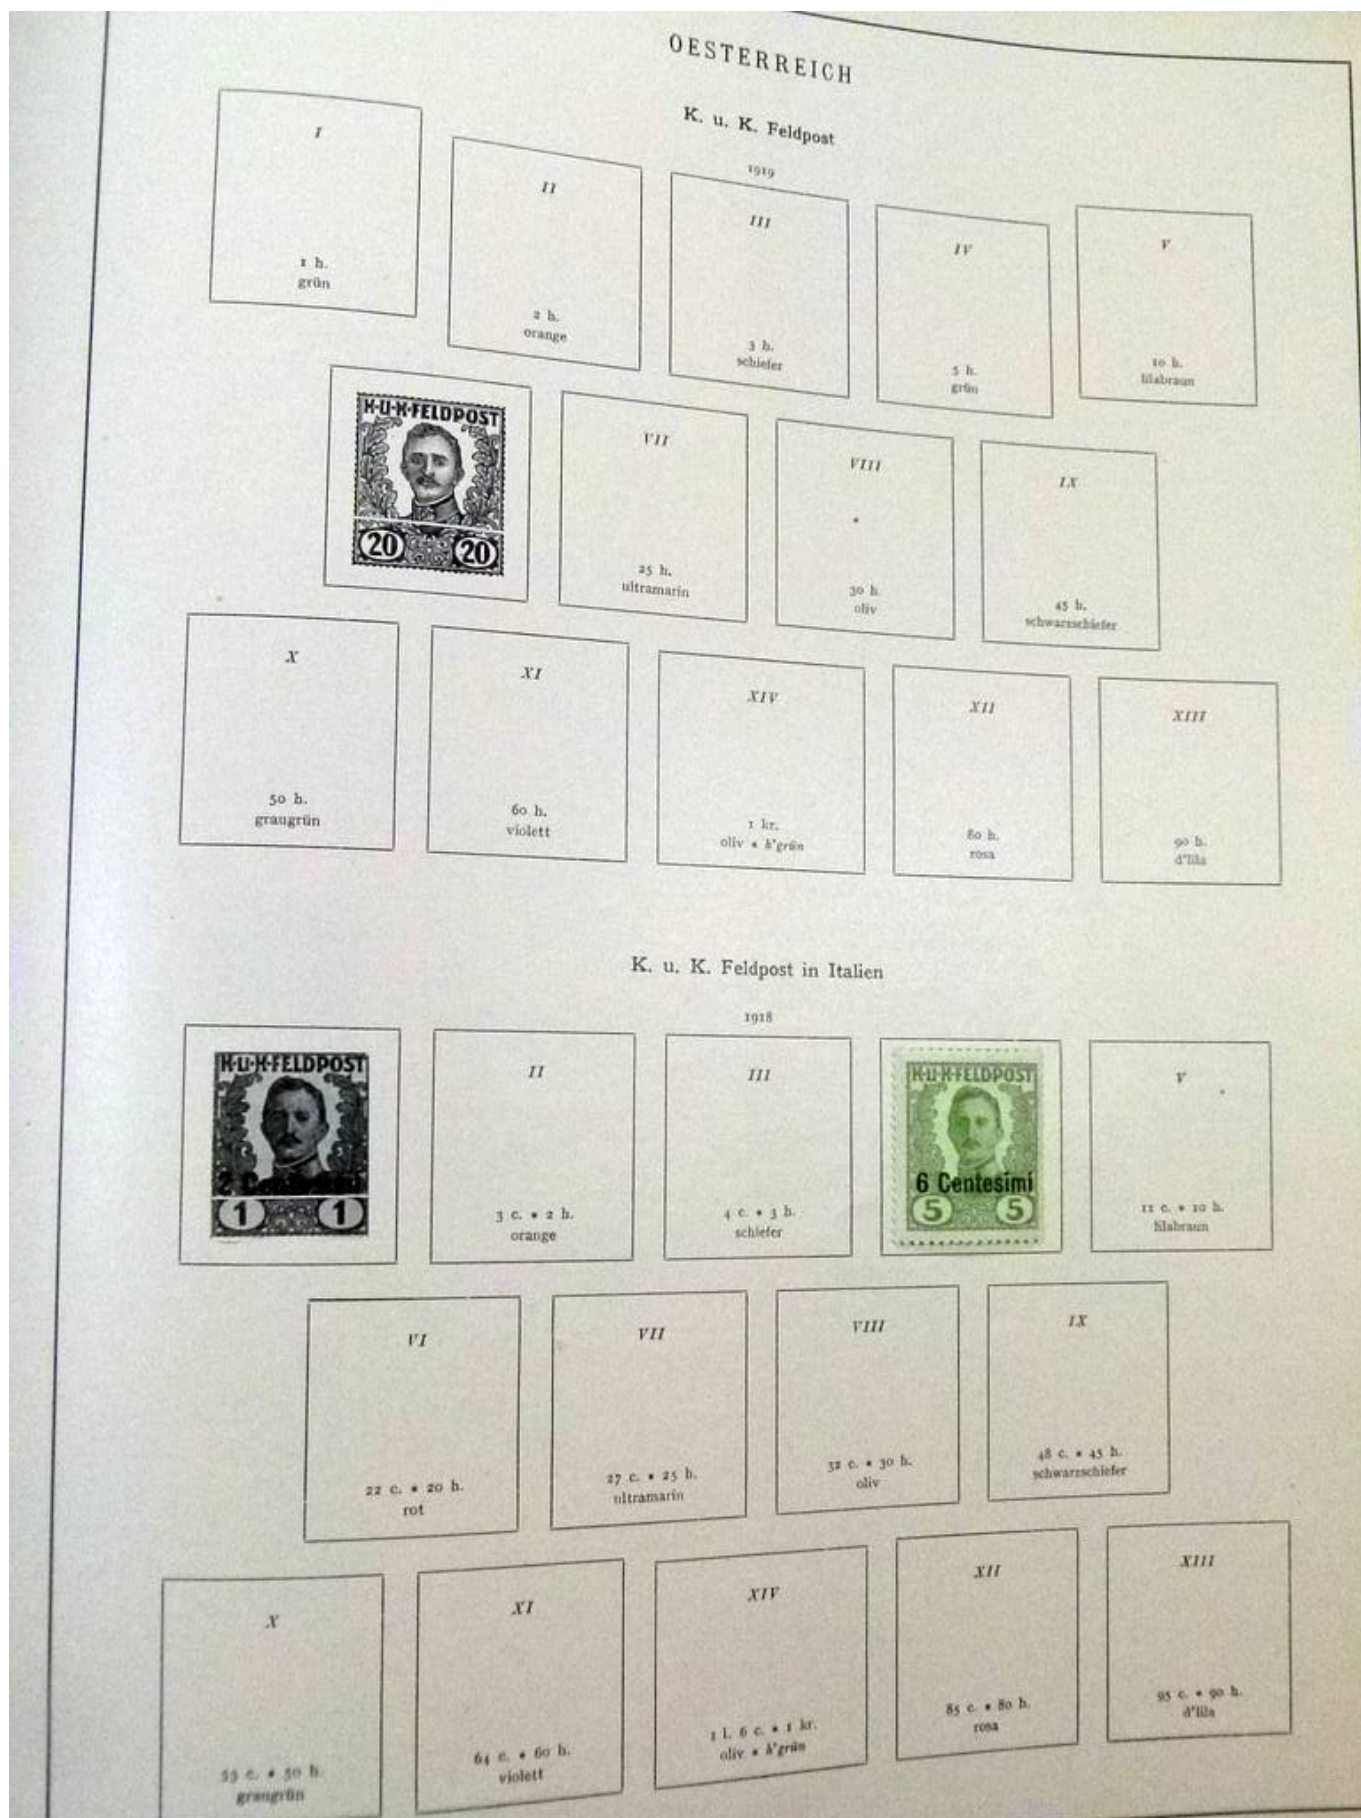 OESTERREICH
K. u. K. Feldpost
1919
I
1 h.
grün
II
2 h.
orange
III
3 h.
schiefer
IV
5 h.
grün
V
10 h.
lilabraun
K·U·K·FELDPOST
20 20
VII
25 h.
ultramarin
VIII
30 h.
oliv
IX
45 h.
schwarzschiefer
X
50 h.
graugrün
XI
60 h.
violett
XIV
1 kr.
oliv * h'grün
XII
80 h.
rosa
XIII
90 h.
d'lila
K. u. K. Feldpost in Italien
1918
K·U·K·FELDPOST
2 Centesimi
1 1
II
3 c. * 2 h.
orange
III
4 c. * 3 h.
schiefer
K·U·K·FELDPOST
6 Centesimi
5 5
V
11 c. * 10 h.
lilabraun
VI
22 c. * 20 h.
rot
VII
27 c. * 25 h.
ultramarin
VIII
32 c. * 30 h.
oliv
IX
48 c. * 45 h.
schwarzschiefer
X
53 c. * 50 h.
graugrün
XI
64 c. * 60 h.
violett
XIV
1 l. 6 c. * 1 kr.
oliv * h'grün
XII
85 c. * 80 h.
rosa
XIII
95 c. * 90 h.
d'lila